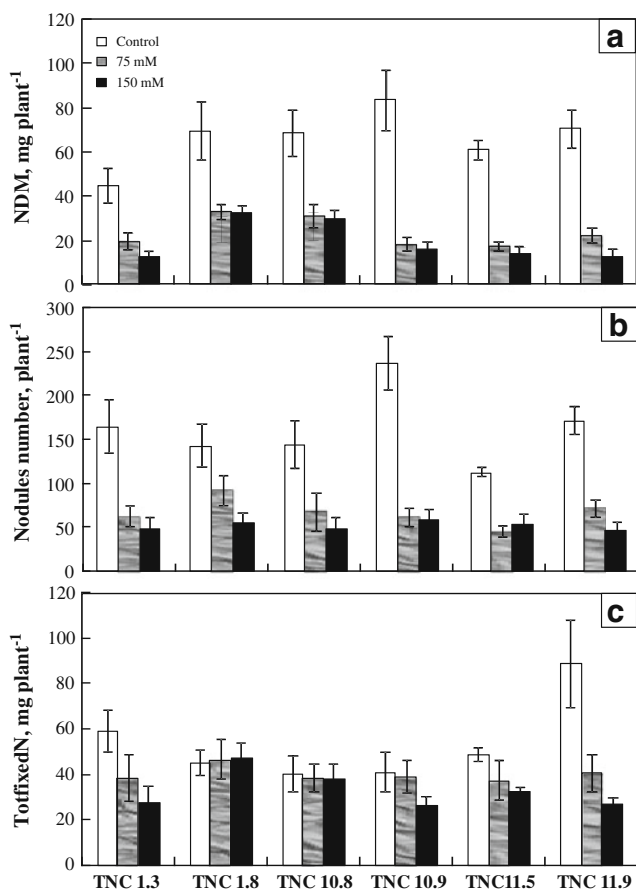 a
Control
75 mM
150 mM
NDM, mg plant-1
120
100
80
60
40
20
0
b
Nodules number, plant-1
300
250
200
150
100
50
0
c
TotfixedN, mg plant-1
120
100
80
60
40
20
0
TNC 1.3 TNC 1.8 TNC 10.8 TNC 10.9 TNC11.5 TNC 11.9